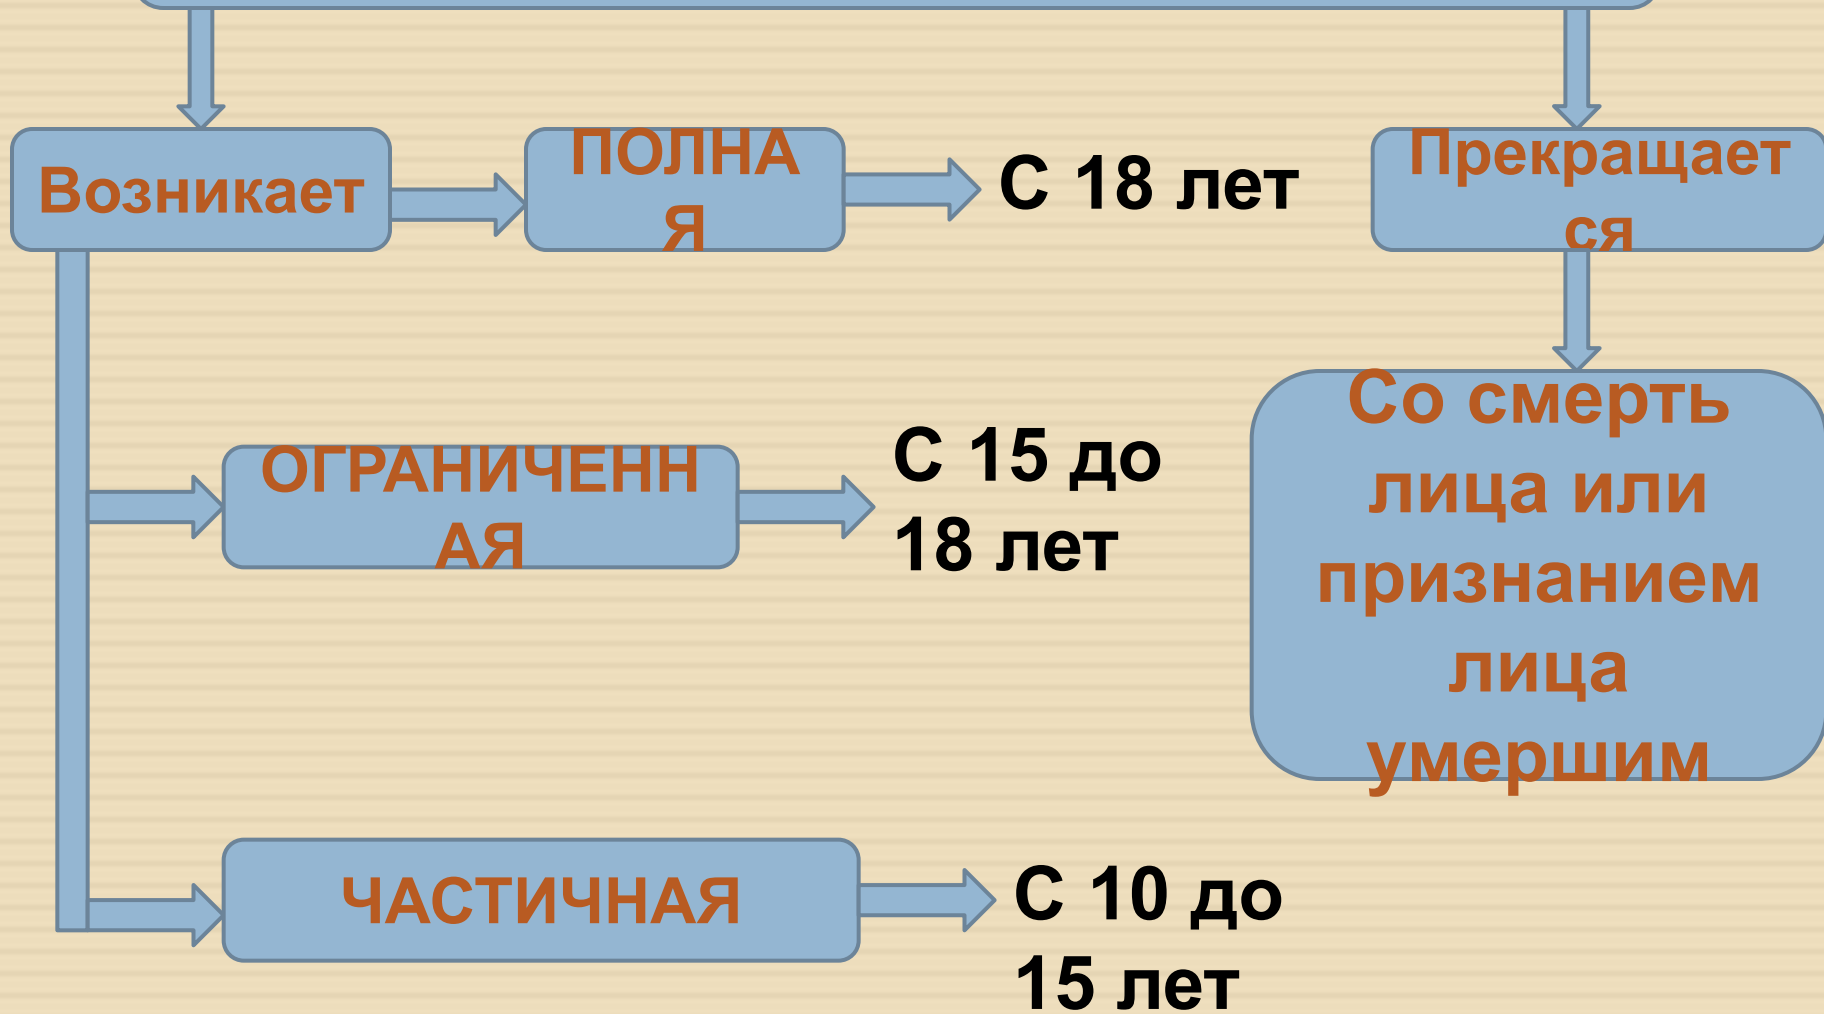 Возникает
ПОЛНА
Я
С 18 лет
Прекращает
ся
ОГРАНИЧЕНН
АЯ
С 15 до
18 лет
Со смерть
лица или
признанием
лица
умершим
ЧАСТИЧНАЯ
С 10 до
15 лет